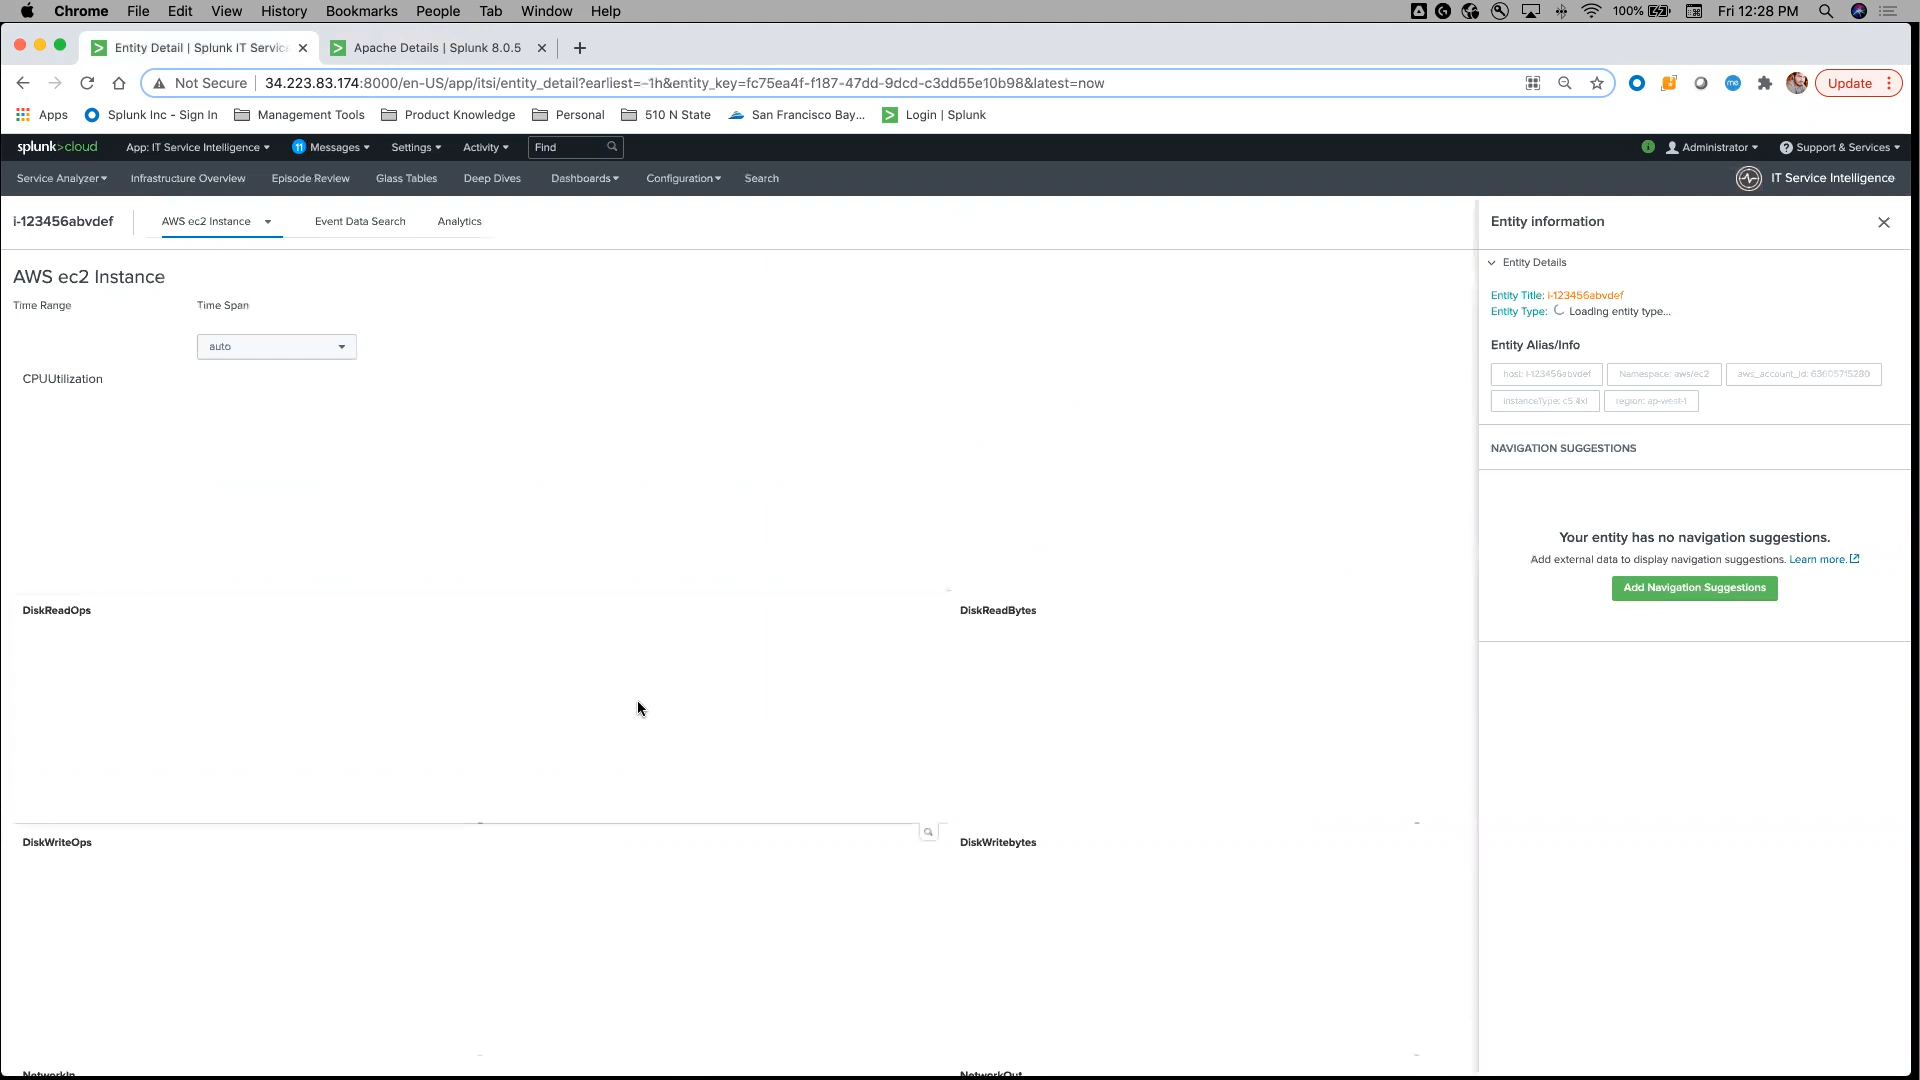 Chrome File Edit View History Bookmarks People Tab Window Help 100% Fri 12:28 PM
Entity Detail | Splunk IT Service Apache Details | Splunk 8.0.5
Not Secure 34.223.83.174:8000/en-US/app/itsi/entity_detail?earliest=-1h&entity_key=fc75ea4f-f187-47dd-9dcd-c3dd55e10b98&latest=now Update
Apps Splunk Inc - Sign In Management Tools Product Knowledge Personal 510 N State San Francisco Bay... Login | Splunk
splunk>cloud App: IT Service Intelligence 11 Messages Settings Activity Find Administrator Support & Services
Service Analyzer Infrastructure Overview Episode Review Glass Tables Deep Dives Dashboards Configuration Search IT Service Intelligence
i-123456abvdef AWS ec2 Instance Event Data Search Analytics
AWS ec2 Instance
Time Range Time Span
auto
CPUUtilization
DiskReadOps DiskReadBytes
DiskWriteOps DiskWritebytes
NetworkIn NetworkOut
Entity information
Entity Details
Entity Title: i-123456abvdef
Entity Type: Loading entity type...
Entity Alias/Info
host: i-123456abvdef Namespace: aws/ec2 aws_account_id: 63605715280
instanceType: c5.4xl region: ap-west-1
NAVIGATION SUGGESTIONS
Your entity has no navigation suggestions.
Add external data to display navigation suggestions. Learn more.
Add Navigation Suggestions